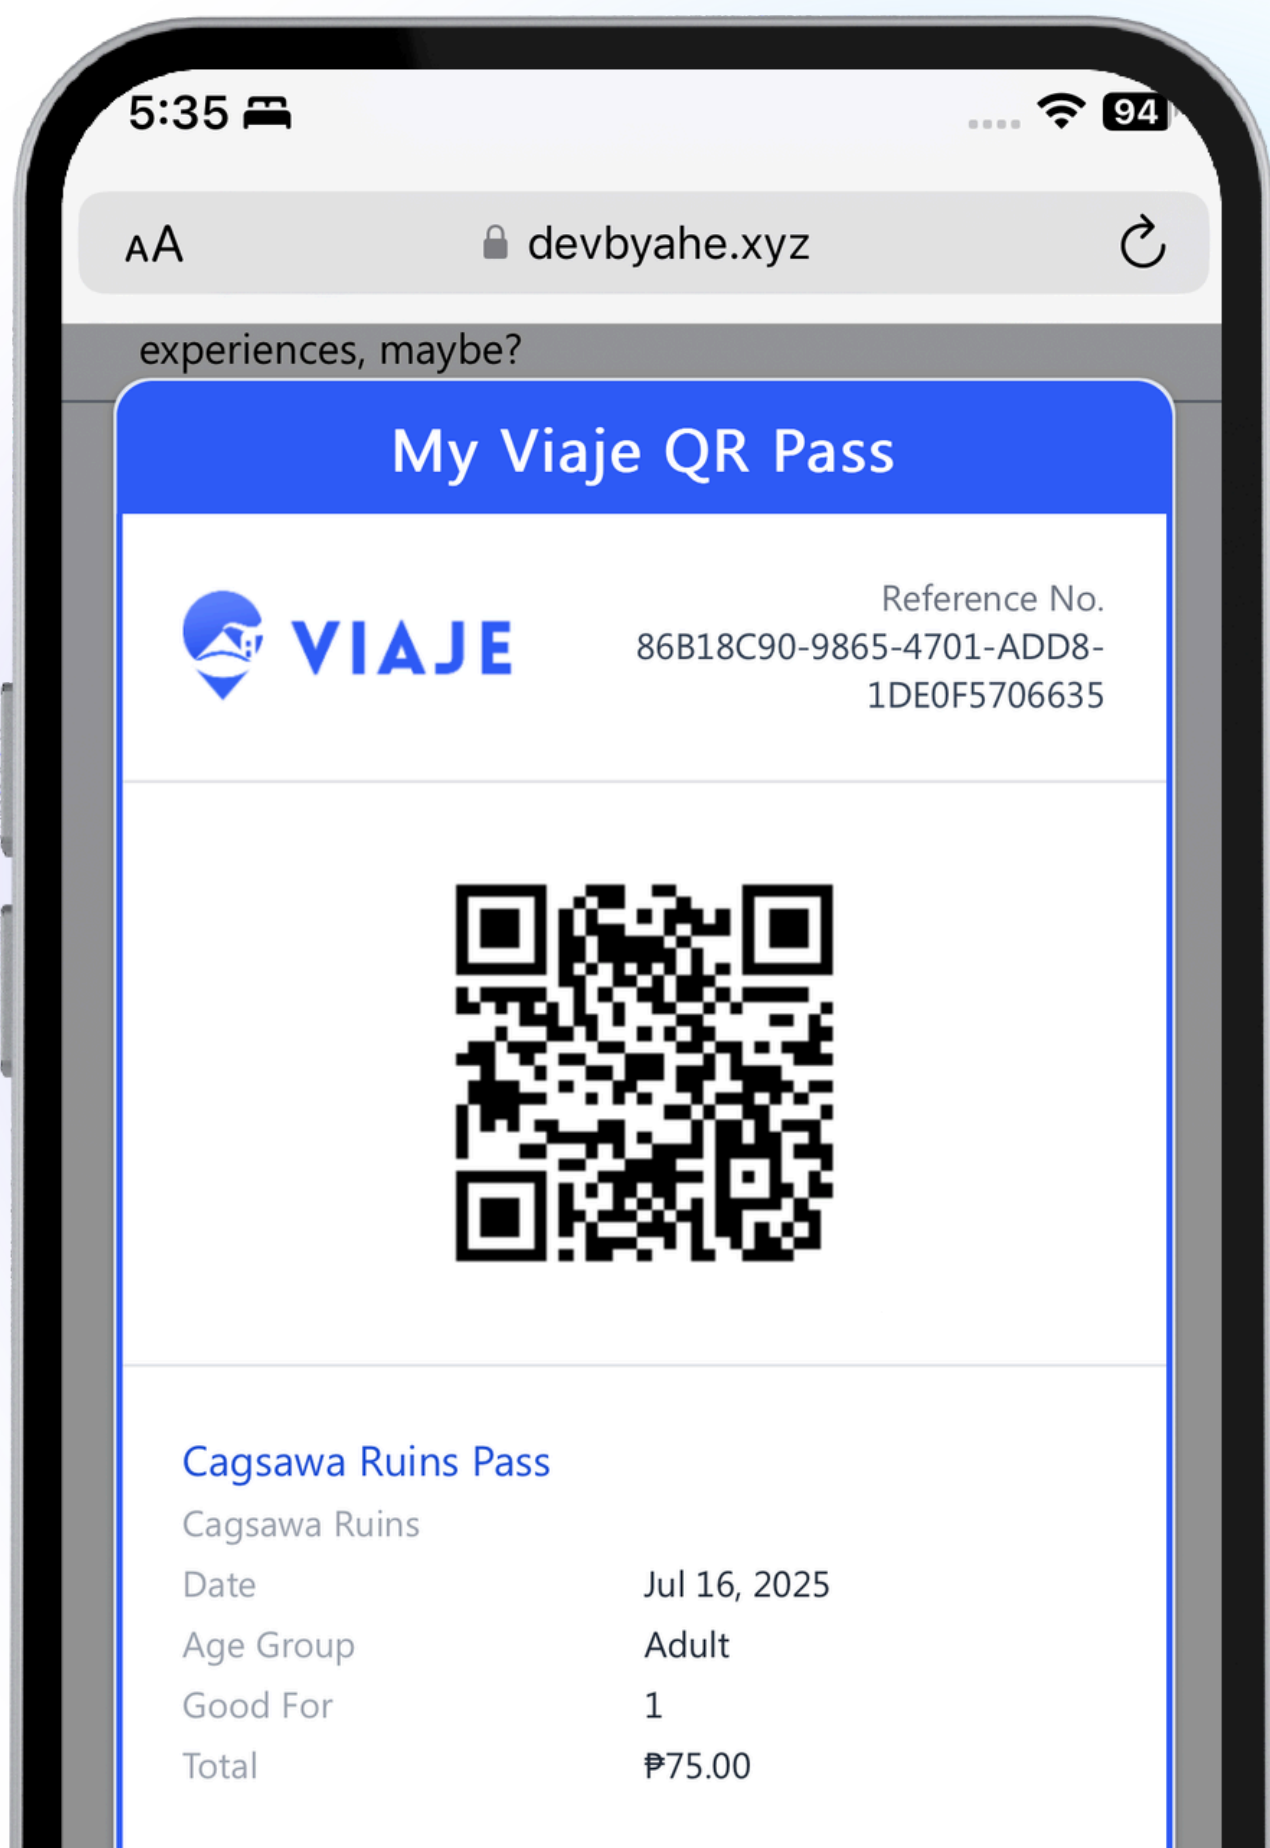 5:35
94
AA
devbyahe.xyz
experiences, maybe?
My Viaje QR Pass
VIAJE
Reference No.
86B18C90-9865-4701-ADD8-
1DE0F5706635
Cagsawa Ruins Pass
Cagsawa Ruins
Date Jul 16, 2025
Age Group Adult
Good For 1
Total ₱75.00